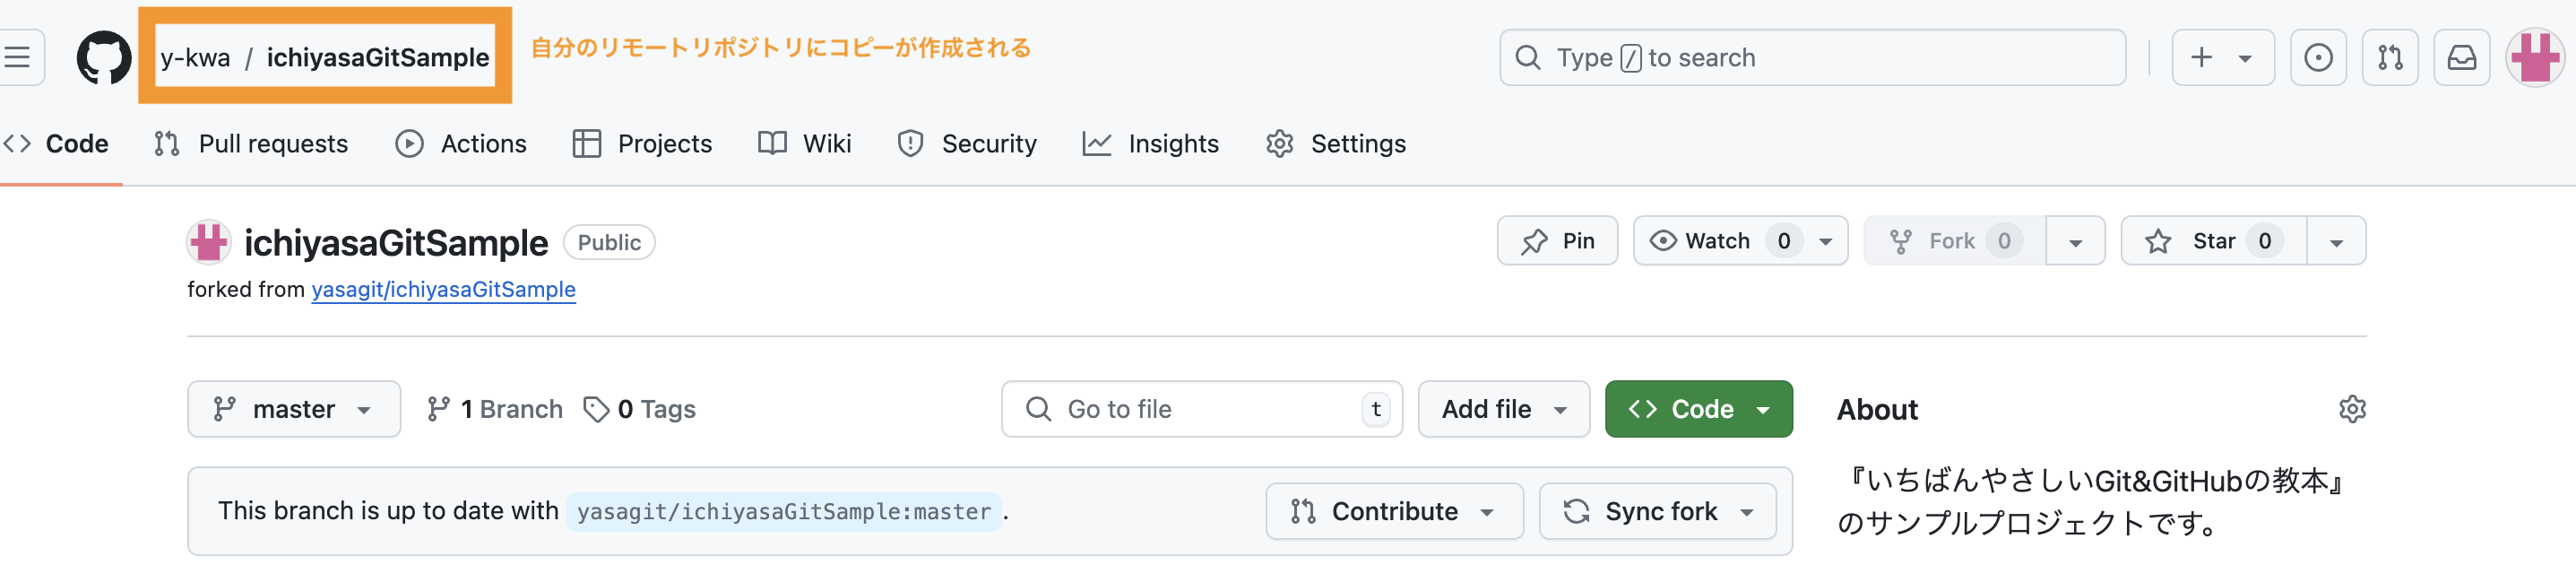 y-kwa / ichiyasaGitSample 自分のリモートリポジトリにコピーが作成される Type / to search
Code Pull requests Actions Projects Wiki Security Insights Settings
ichiyasaGitSample Public Pin Watch 0 Fork 0 Star 0
forked from yasagit/ichiyasaGitSample
master 1 Branch 0 Tags Go to file t Add file Code About
This branch is up to date with yasagit/ichiyasaGitSample:master. Contribute Sync fork
『いちばんやさしいGit&GitHubの教本』
のサンプルプロジェクトです。